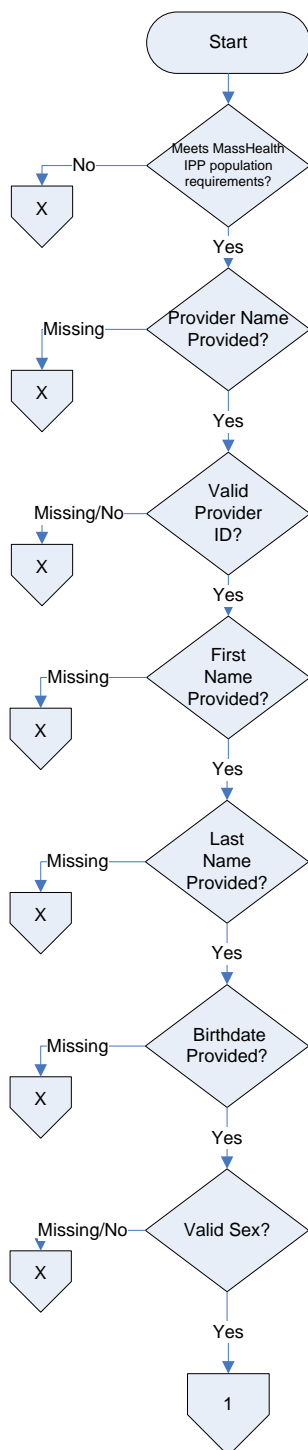 Start
Meets MassHealth
IPP population
requirements?
No
X
Yes
Provider Name
Provided?
Missing
X
Yes
Valid
Provider
ID?
Missing/No
X
Yes
First
Name
Provided?
Missing
X
Yes
Last
Name
Provided?
Missing
X
Yes
Birthdate
Provided?
Missing
X
Yes
Valid Sex?
Missing/No
X
Yes
1